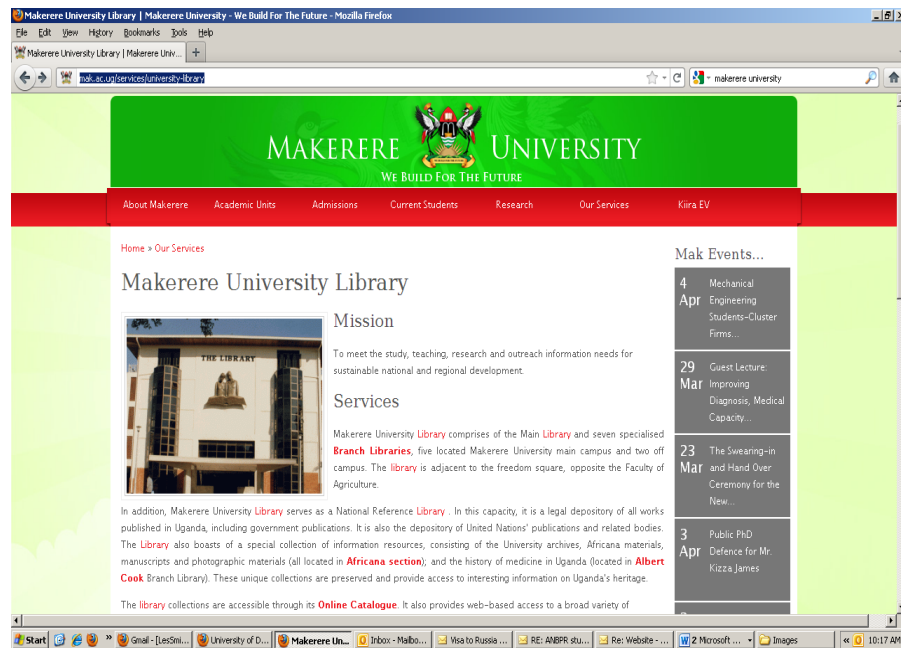 Makerere University Library | Makerere University - We Build For The Future - Mozilla Firefox
File Edit View History Bookmarks Tools Help
Makerere University Library | Makerere Univ... +
mak.ac.ug/services/university-library
makerere university
MAKERERE UNIVERSITY
WE BUILD FOR THE FUTURE
About Makerere Academic Units Admissions Current Students Research Our Services Kiira EV
Home » Our Services
Makerere University Library
THE LIBRARY
Mission
To meet the study, teaching, research and outreach information needs for
sustainable national and regional development.
Services
Makerere University Library comprises of the Main Library and seven specialised
Branch Libraries, five located Makerere University main campus and two off
campus. The library is adjacent to the freedom square, opposite the Faculty of
Agriculture.
In addition, Makerere University Library serves as a National Reference Library . In this capacity, it is a legal depository of all works
published in Uganda, including government publications. It is also the depository of United Nations' publications and related bodies.
The Library also boasts of a special collection of information resources, consisting of the University archives, Africana materials,
manuscripts and photographic materials (all located in Africana section); and the history of medicine in Uganda (located in Albert
Cook Branch Library). These unique collections are preserved and provide access to interesting information on Uganda's heritage.
The library collections are accessible through its Online Catalogue. It also provides web-based access to a broad variety of
Mak Events...
4 Apr
Mechanical
Engineering
Students-Cluster
Firms...
29 Mar
Guest Lecture:
Improving
Diagnosis, Medical
Capacity...
23 Mar
The Swearing-in
and Hand Over
Ceremony for the
New...
3 Apr
Public PhD
Defence for Mr.
Kizza James
Start » Gmail - [LesSmi... University of D... Makerere Un... Inbox - Mailbo... Visa to Russia ... RE: ANBPR stu... Re: Website - ... 2 Microsoft ... Images « 10:17 AM